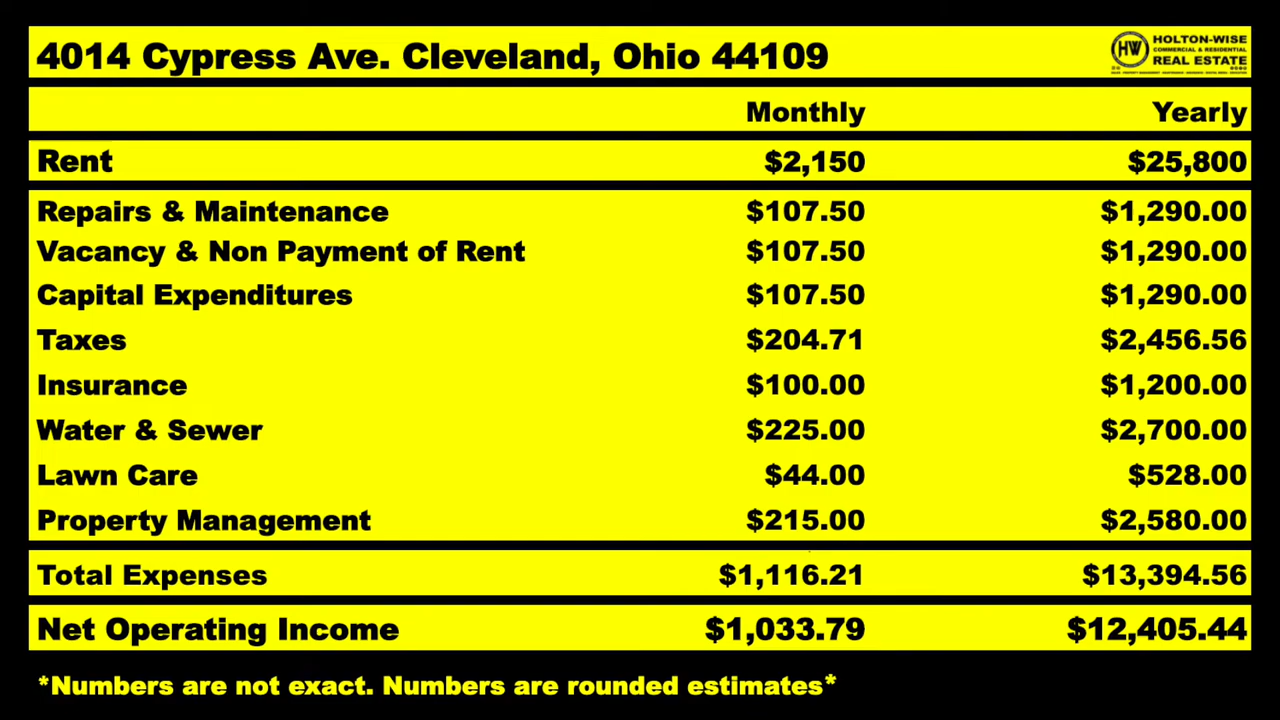 4014 Cypress Ave. Cleveland, Ohio 44109
HOLTON-WISE
COMMERCIAL & RESIDENTIAL
REAL ESTATE
HW
Monthly Yearly
Rent $2,150 $25,800
Repairs & Maintenance $107.50 $1,290.00
Vacancy & Non Payment of Rent $107.50 $1,290.00
Capital Expenditures $107.50 $1,290.00
Taxes $204.71 $2,456.56
Insurance $100.00 $1,200.00
Water & Sewer $225.00 $2,700.00
Lawn Care $44.00 $528.00
Property Management $215.00 $2,580.00
Total Expenses $1,116.21 $13,394.56
Net Operating Income $1,033.79 $12,405.44
*Numbers are not exact. Numbers are rounded estimates*